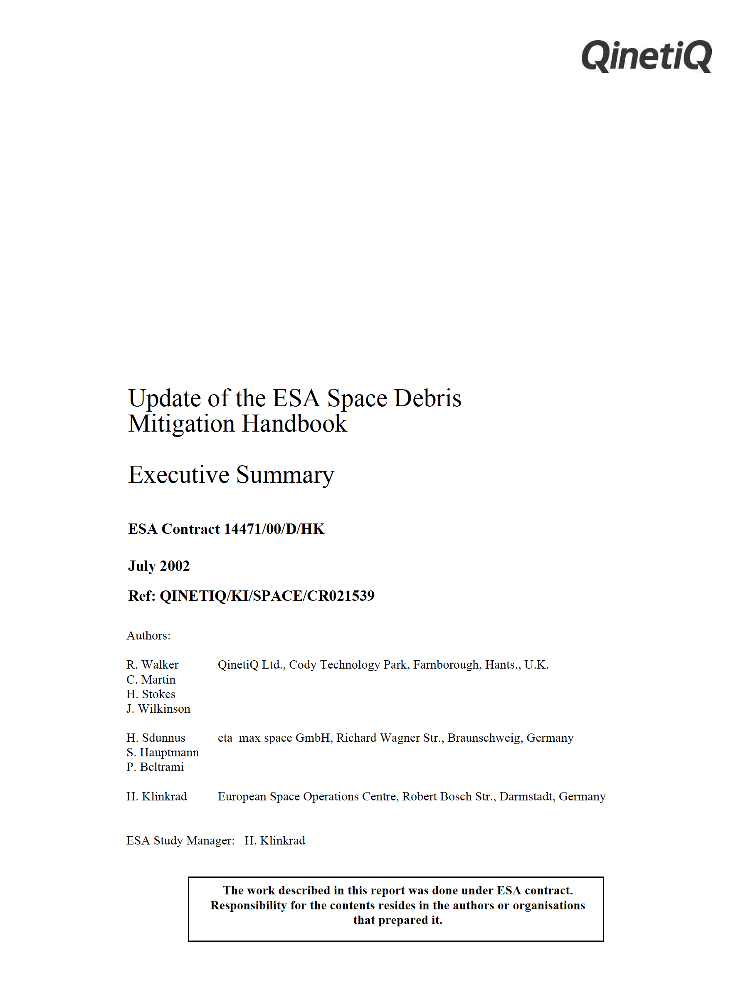 QinetiQ
Update of the ESA Space Debris
Mitigation Handbook
Executive Summary
ESA Contract 14471/00/D/HK
July 2002
Ref: QINETIQ/KI/SPACE/CR021539
Authors:
R. Walker QinetiQ Ltd., Cody Technology Park, Farnborough, Hants., U.K.
C. Martin
H. Stokes
J. Wilkinson
H. Sdunnus eta_max space GmbH, Richard Wagner Str., Braunschweig, Germany
S. Hauptmann
P. Beltrami
H. Klinkrad European Space Operations Centre, Robert Bosch Str., Darmstadt, Germany
ESA Study Manager: H. Klinkrad
The work described in this report was done under ESA contract.
Responsibility for the contents resides in the authors or organisations
that prepared it.